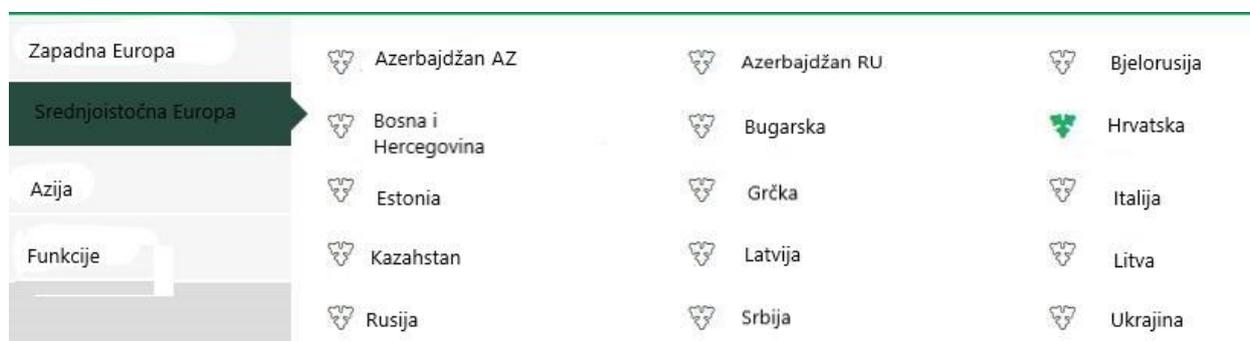 Zapadna Europa
Srednjoistočna Europa
Azija
Funkcije
Azerbajdžan AZ
Azerbajdžan RU
Bjelorusija
Bosna i
Hercegovina
Bugarska
Hrvatska
Estonia
Grčka
Italija
Kazahstan
Latvija
Litva
Rusija
Srbija
Ukrajina